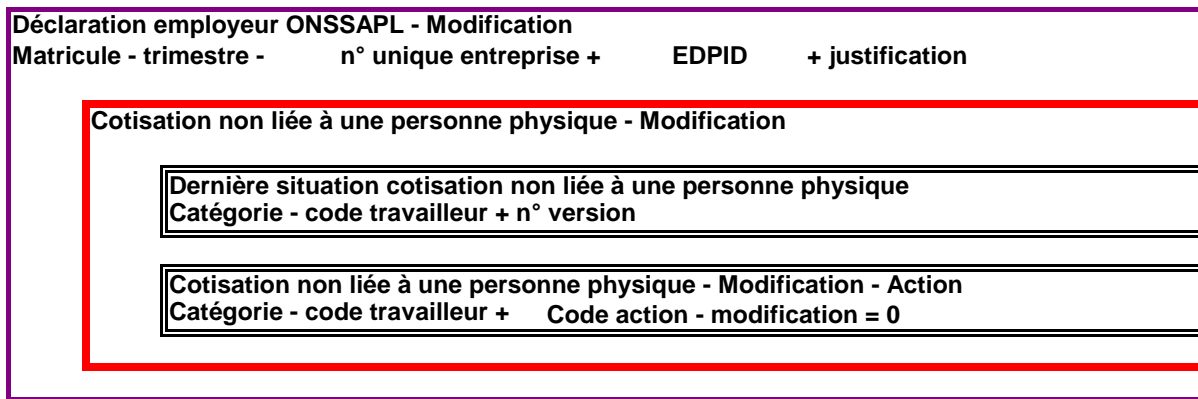 Déclaration employeur ONSSAPL - Modification
Matricule - trimestre - n° unique entreprise + EDPID + justification
Cotisation non liée à une personne physique - Modification
Dernière situation cotisation non liée à une personne physique
Catégorie - code travailleur + n° version
Cotisation non liée à une personne physique - Modification - Action
Catégorie - code travailleur + Code action - modification = 0